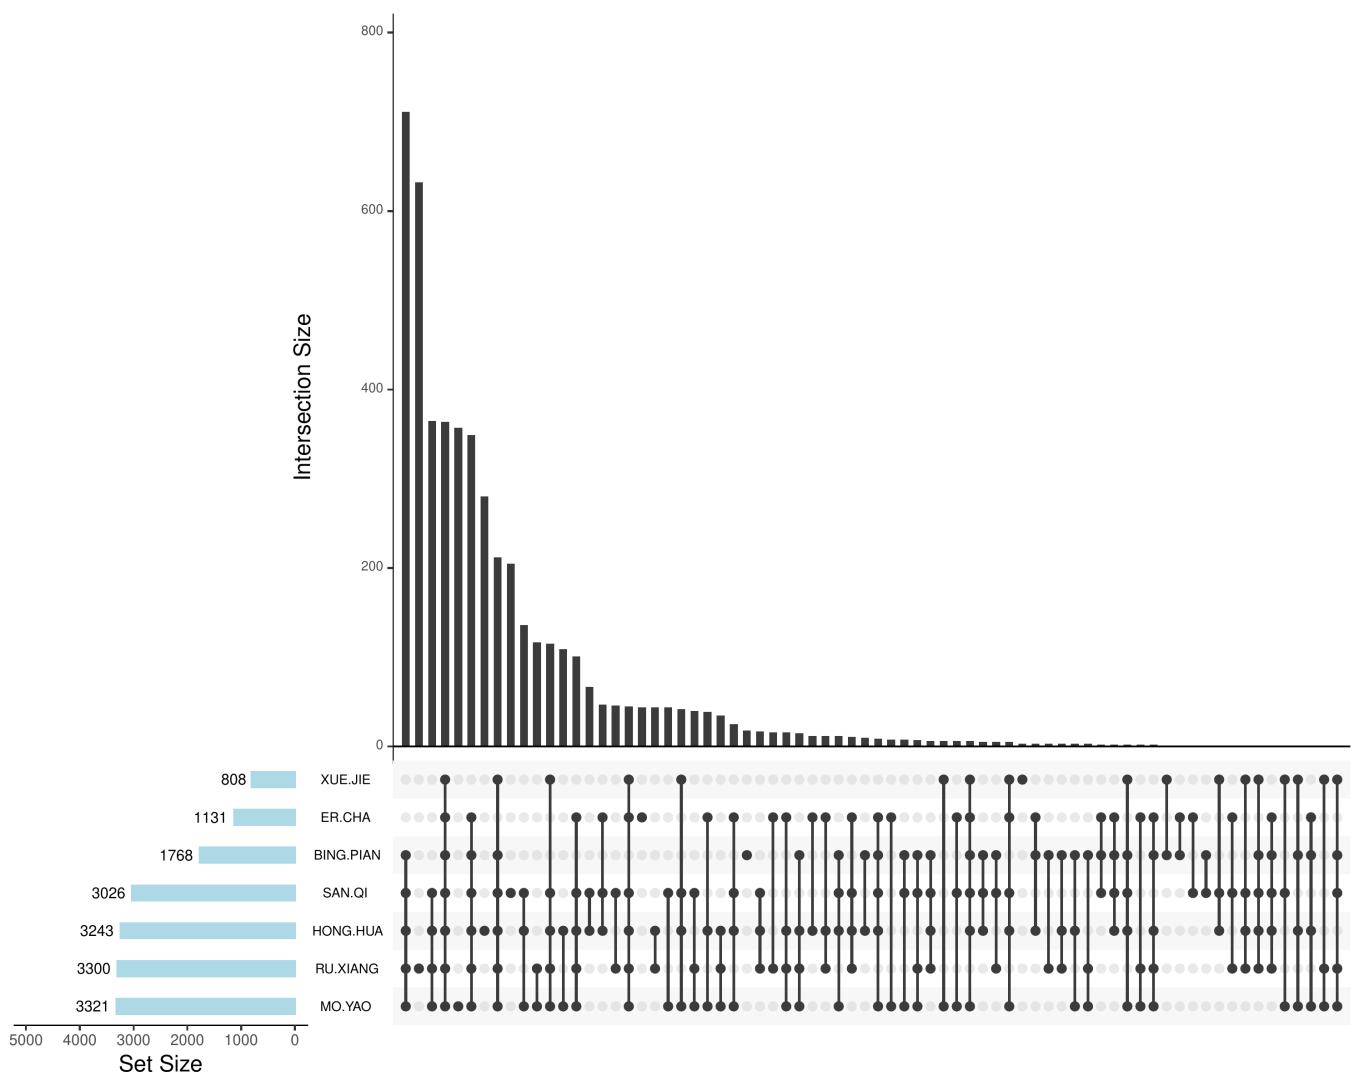 800
600
400
200
0
Intersection Size
808 XUE.JIE
1131 ER.CHA
1768 BING.PIAN
3026 SAN.QI
3243 HONG.HUA
3300 RU.XIANG
3321 MO.YAO
5000 4000 3000 2000 1000 0
Set Size